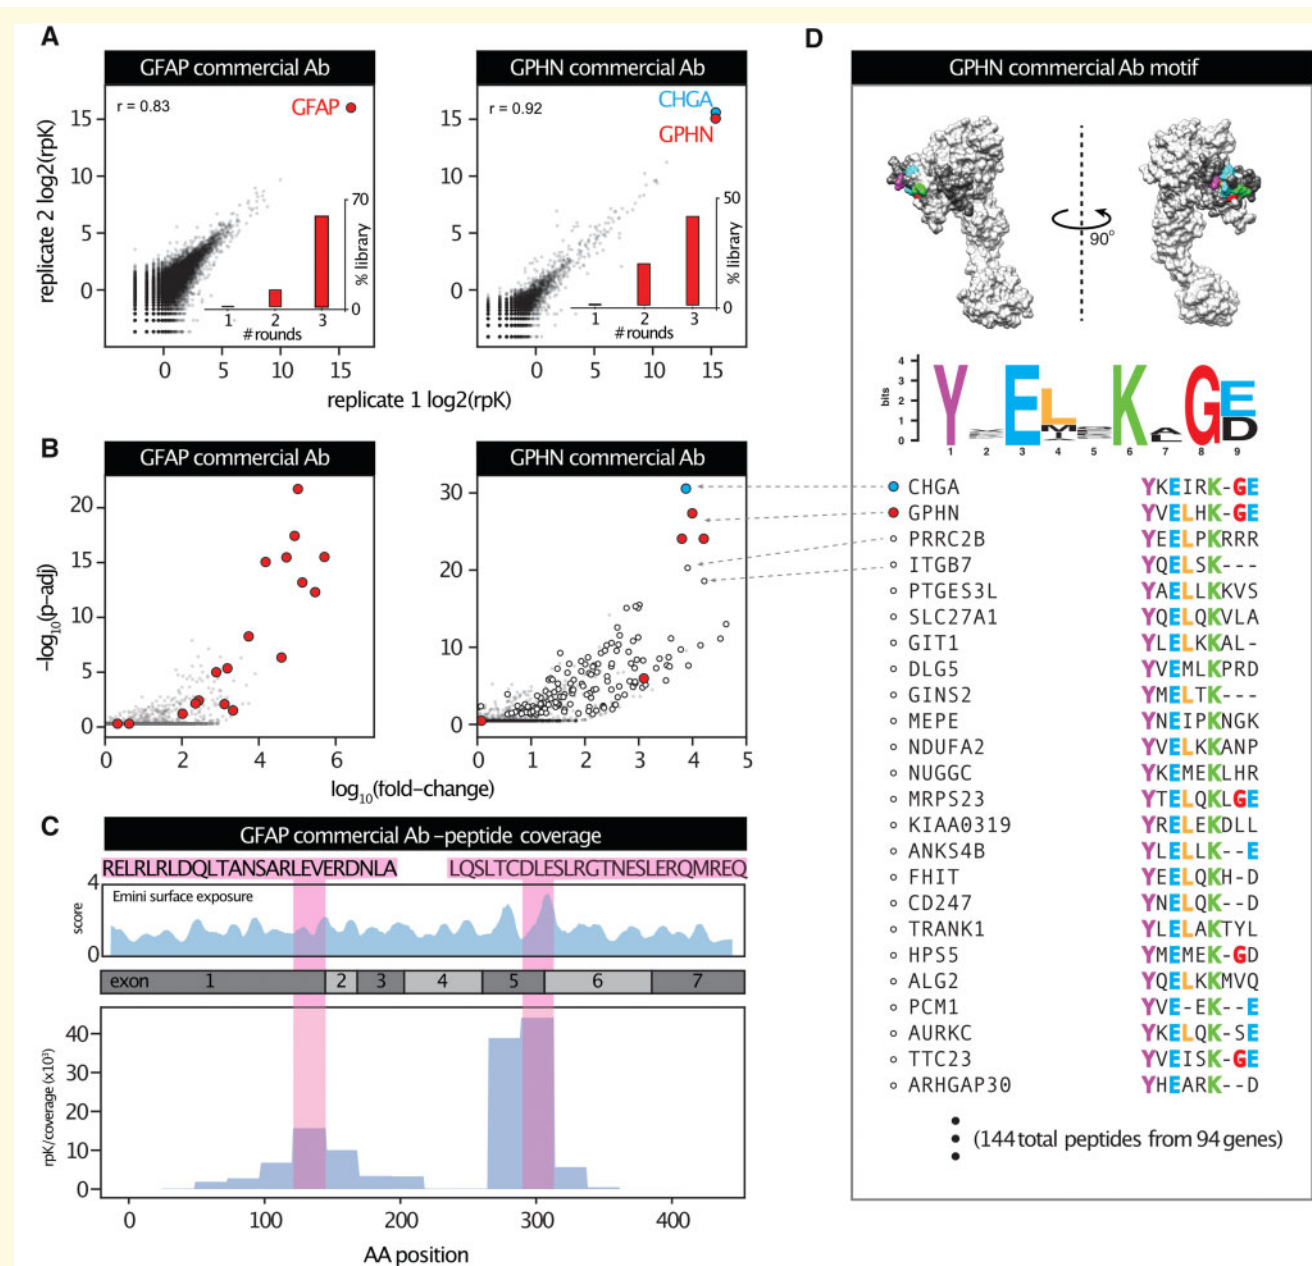 A
GFAP commercial Ab
r = 0.83
GFAP
15
10
5
0
replicate 2 log2(rpK)
70
0
% library
1 2 3
# rounds
0 5 10 15
GPHN commercial Ab
r = 0.92
CHGA
GPHN
15
10
5
0
50
0
% library
1 2 3
# rounds
0 5 10 15
replicate 1 log2(rpK)
B
GFAP commercial Ab
20
15
10
5
0
–log10(p–adj)
0 2 4 6
GPHN commercial Ab
30
20
10
0
0 1 2 3 4 5
log10(fold–change)
C
GFAP commercial Ab –peptide coverage
RELRLRLDQLTANSARLEVERDNLA LQSLTCDLESLRGTNESLERQMREQ
4
0
score
Emini surface exposure
exon 1 2 3 4 5 6 7
40
30
20
10
0
rpK/coverage (x10³)
0 100 200 300 400
AA position
D
GPHN commercial Ab motif
90°
4
3
2
1
0
bits
Y E L Y K A G E D
1 2 3 4 5 6 7 8 9
CHGA YKEIRK-GE
GPHN YVELHK-GE
PRRC2B YEELPKRRR
ITGB7 YQELSK---
PTGES3L YAELLKKVS
SLC27A1 YQELQKVLA
GIT1 YLELKKAL-
DLG5 YVEMLKPRD
GINS2 YMELTK---
MEPE YNEIPKNGK
NDUFA2 YVELKKANP
NUGGC YKEMEKLHR
MRPS23 YTELQKLGE
KIAA0319 YRELEKDLL
ANKS4B YLELLK--E
FHIT YEELQKH-D
CD247 YNELQK--D
TRANK1 YLELAKTYL
HPS5 YMEMEK-GD
ALG2 YQELKKMVQ
PCM1 YVE-EK--E
AURKC YKELQK-SE
TTC23 YVEISK-GE
ARHGAP30 YHEARK--D
(144 total peptides from 94 genes)